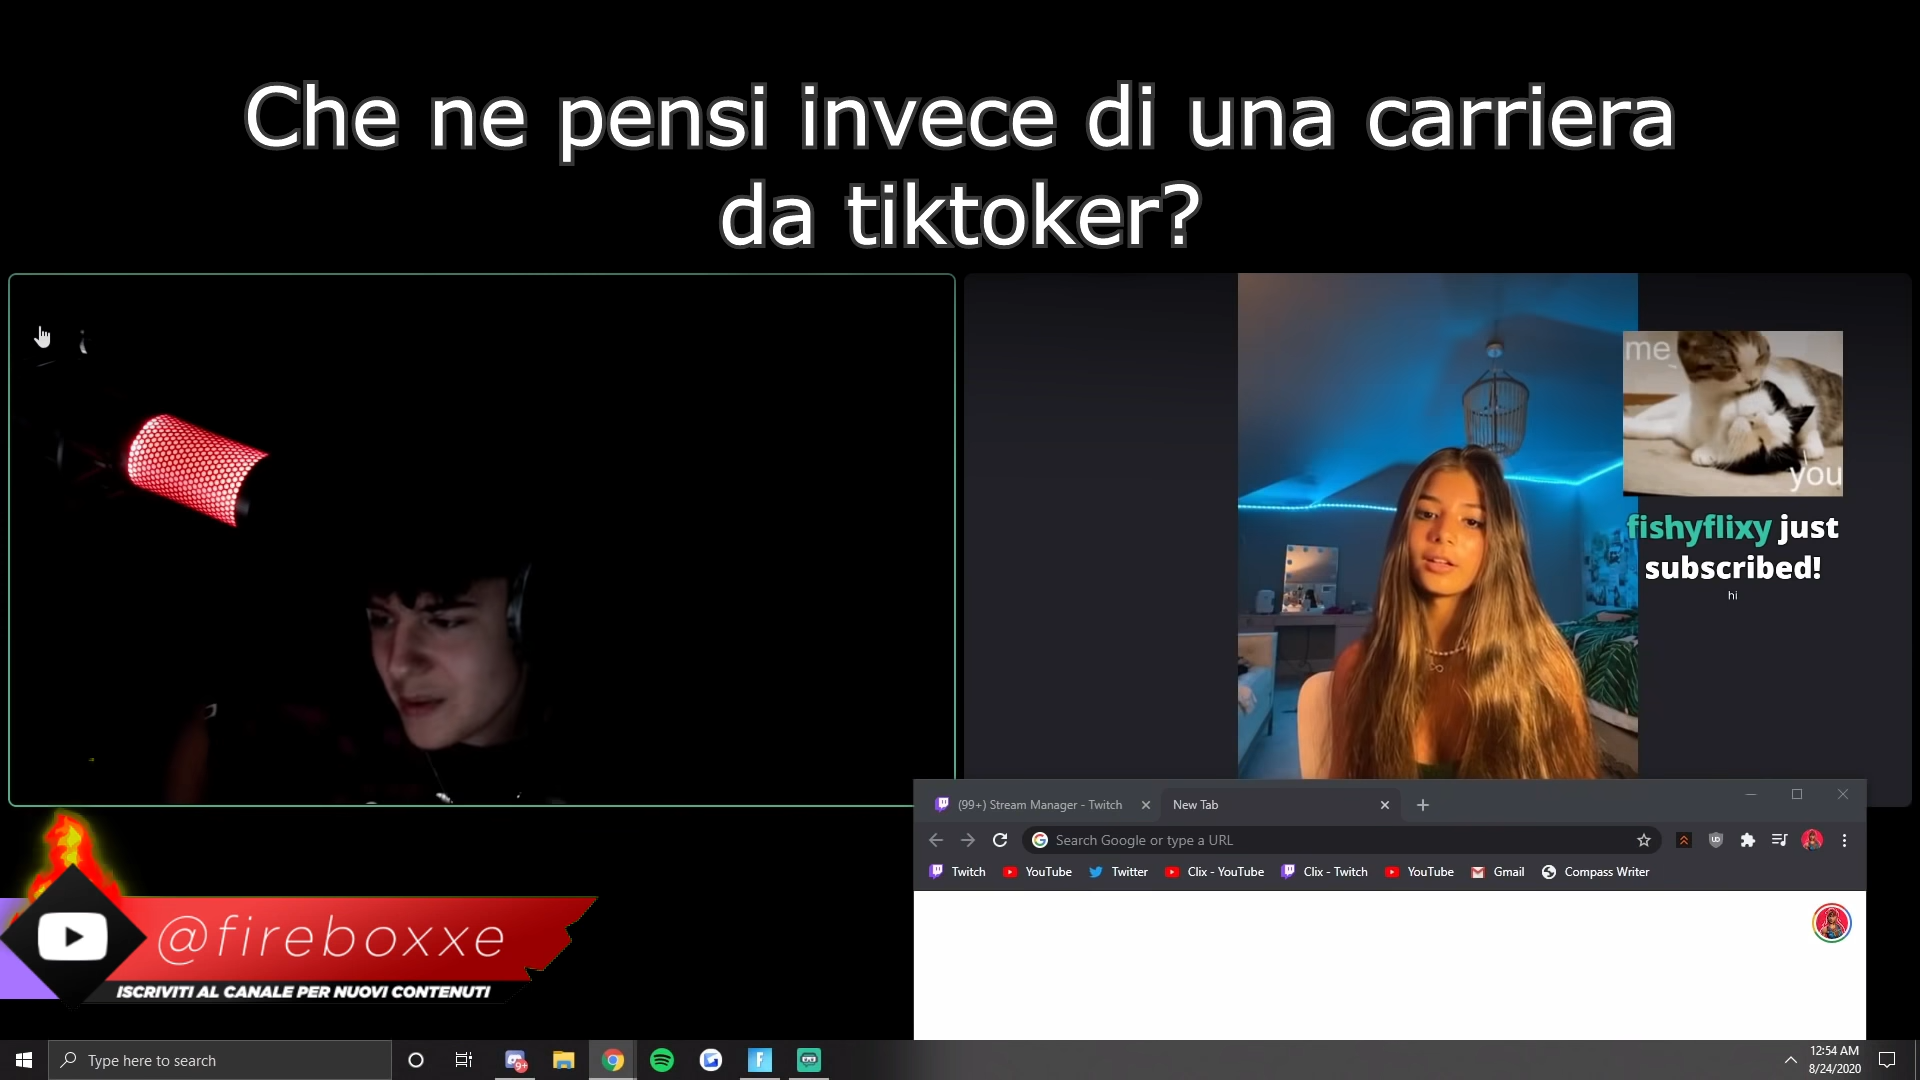 Che ne pensi invece di una carriera
da tiktoker?
me
you
fishyflixy just
subscribed!
hi
(99+) Stream Manager - Twitch
New Tab
Search Google or type a URL
Twitch YouTube Twitter Clix - YouTube Clix - Twitch YouTube Gmail Compass Writer
@fireboxxe
ISCRIVITI AL CANALE PER NUOVI CONTENUTI
Type here to search
9+
12:54 AM
8/24/2020